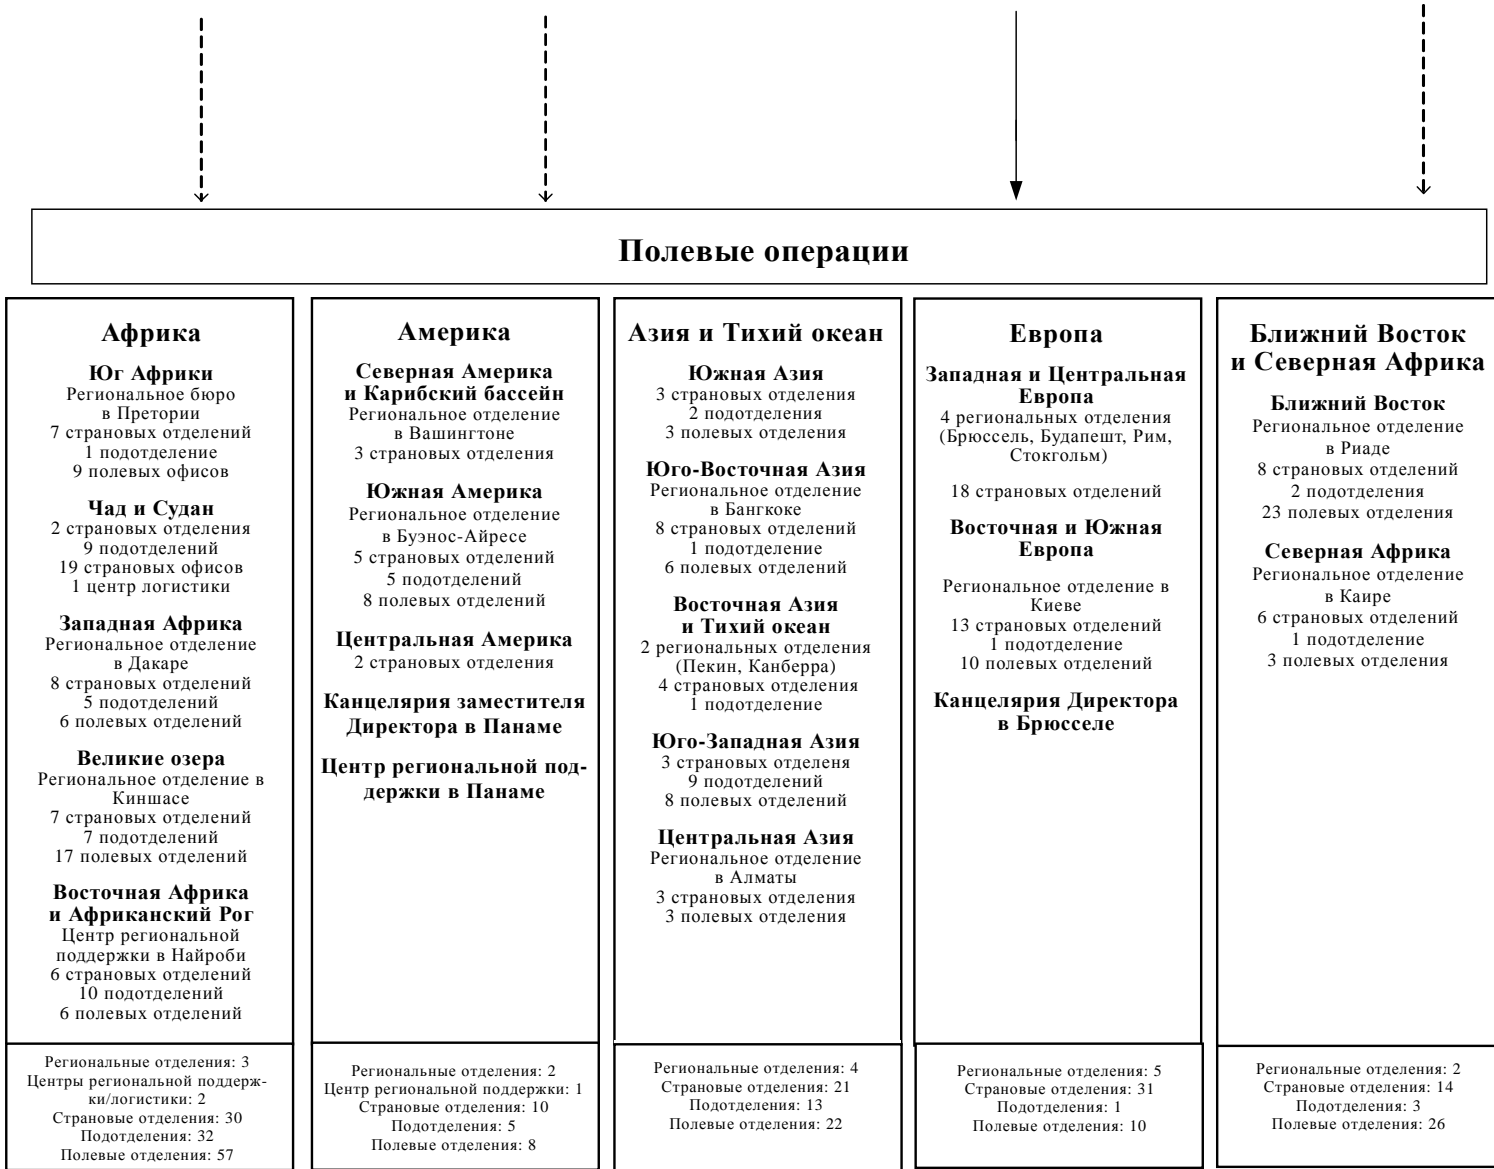 Полевые операции
Африка
Юг Африки
Региональное бюро
в Претории
7 страновых отделений
1 подотделение
9 полевых офисов
Чад и Судан
2 страновых отделения
9 подотделений
19 страновых офисов
1 центр логистики
Западная Африка
Региональное отделение
в Дакаре
8 страновых отделений
5 подотделений
6 полевых отделений
Великие озера
Региональное отделение в
Киншасе
7 страновых отделений
7 подотделений
17 полевых отделений
Восточная Африка
и Африканский Рог
Центр региональной
поддержки в Найроби
6 страновых отделений
10 подотделений
6 полевых отделений
Региональные отделения: 3
Центры региональной поддерж-
ки/логистики: 2
Страновые отделения: 30
Подотделения: 32
Полевые отделения: 57
Америка
Северная Америка
и Карибский бассейн
Региональное отделение
в Вашингтоне
3 страновых отделения
Южная Америка
Региональное отделение
в Буэнос-Айресе
5 страновых отделений
5 подотделений
8 полевых отделений
Центральная Америка
2 страновых отделения
Канцелярия заместителя
Директора в Панаме
Центр региональной под-
держки в Панаме
Региональные отделения: 2
Центр региональной поддержки: 1
Страновые отделения: 10
Подотделения: 5
Полевые отделения: 8
Азия и Тихий океан
Южная Азия
3 страновых отделения
2 подотделения
3 полевых отделения
Юго-Восточная Азия
Региональное отделение
в Бангкоке
8 страновых отделений
1 подотделение
6 полевых отделений
Восточная Азия
и Тихий океан
2 региональных отделения
(Пекин, Канберра)
4 страновых отделения
1 подотделение
Юго-Западная Азия
3 страновых отделеня
9 подотделений
8 полевых отделений
Центральная Азия
Региональное отделение
в Алматы
3 страновых отделения
3 полевых отделения
Региональные отделения: 4
Страновые отделения: 21
Подотделения: 13
Полевые отделения: 22
Европа
Западная и Центральная
Европа
4 региональных отделения
(Брюссель, Будапешт, Рим,
Стокгольм)
18 страновых отделений
Восточная и Южная
Европа
Региональное отделение в
Киеве
13 страновых отделений
1 подотделение
10 полевых отделений
Канцелярия Директора
в Брюсселе
Региональные отделения: 5
Страновые отделения: 31
Подотделения: 1
Полевые отделения: 10
Ближний Восток
и Северная Африка
Ближний Восток
Региональное отделение
в Риаде
8 страновых отделений
2 подотделения
23 полевых отделения
Северная Африка
Региональное отделение
в Каире
6 страновых отделений
1 подотделение
3 полевых отделения
Региональные отделения: 2
Страновые отделения: 14
Подотделения: 3
Полевые отделения: 26